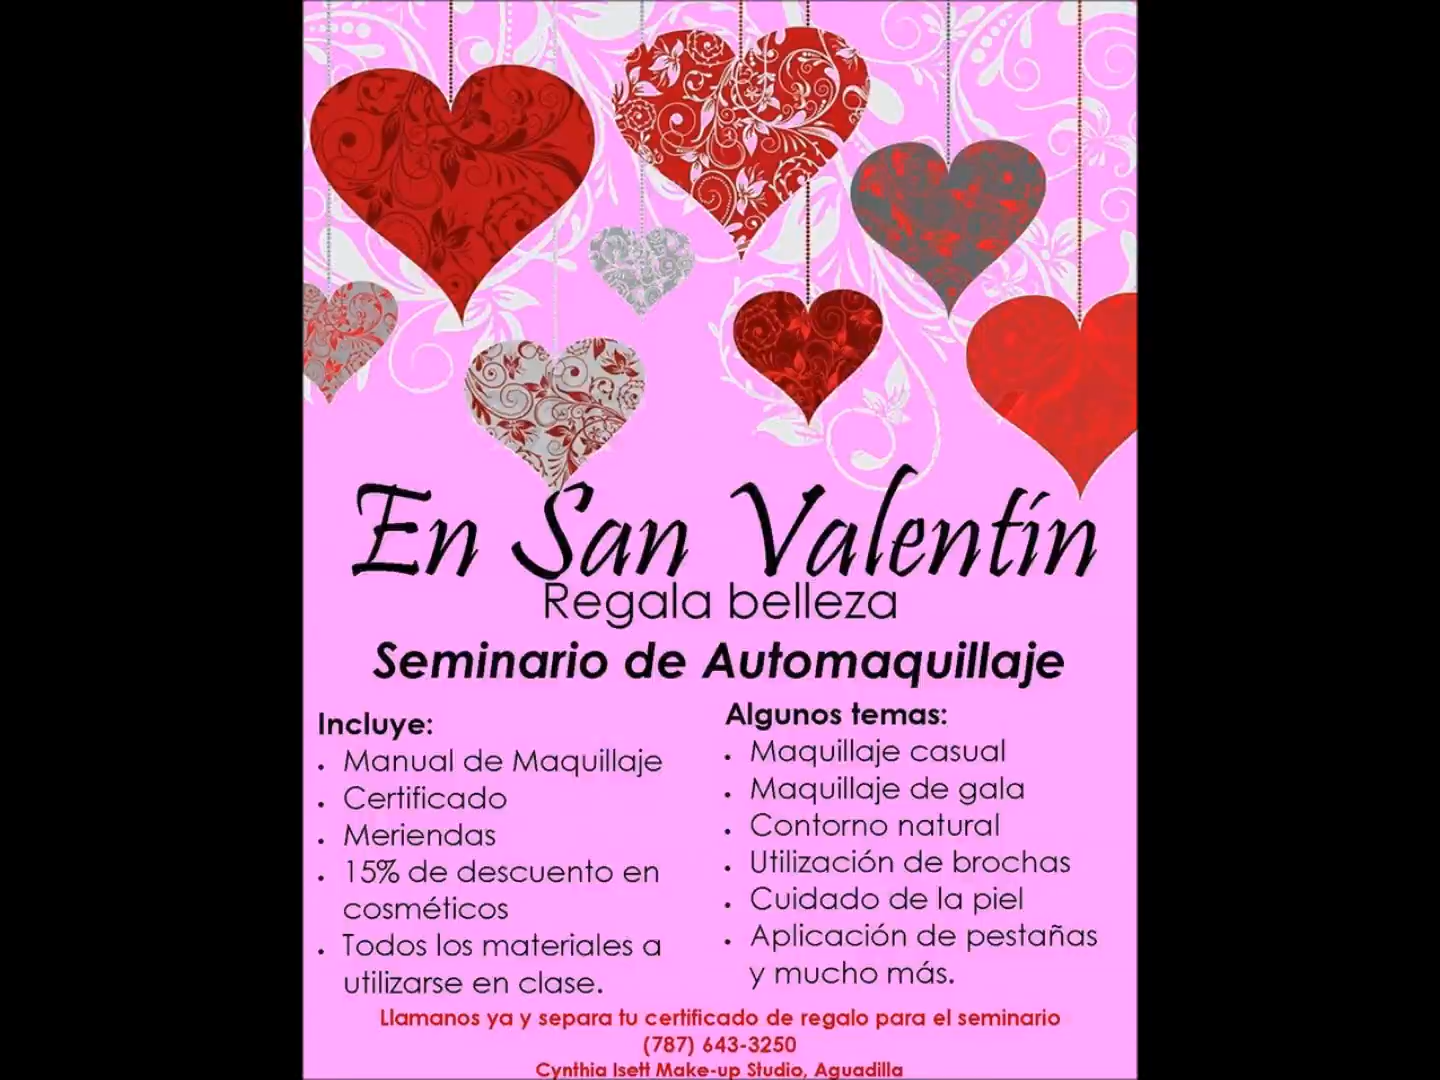 En San Valentín
Regala belleza
Seminario de Automaquillaje
Incluye:
• Manual de Maquillaje
• Certificado
• Meriendas
• 15% de descuento en
cosméticos
• Todos los materiales a
utilizarse en clase.
Algunos temas:
• Maquillaje casual
• Maquillaje de gala
• Contorno natural
• Utilización de brochas
• Cuidado de la piel
• Aplicación de pestañas
y mucho más.
Llamanos ya y separa tu certificado de regalo para el seminario
(787) 643-3250
Cynthia Isett Make-up Studio, Aguadilla